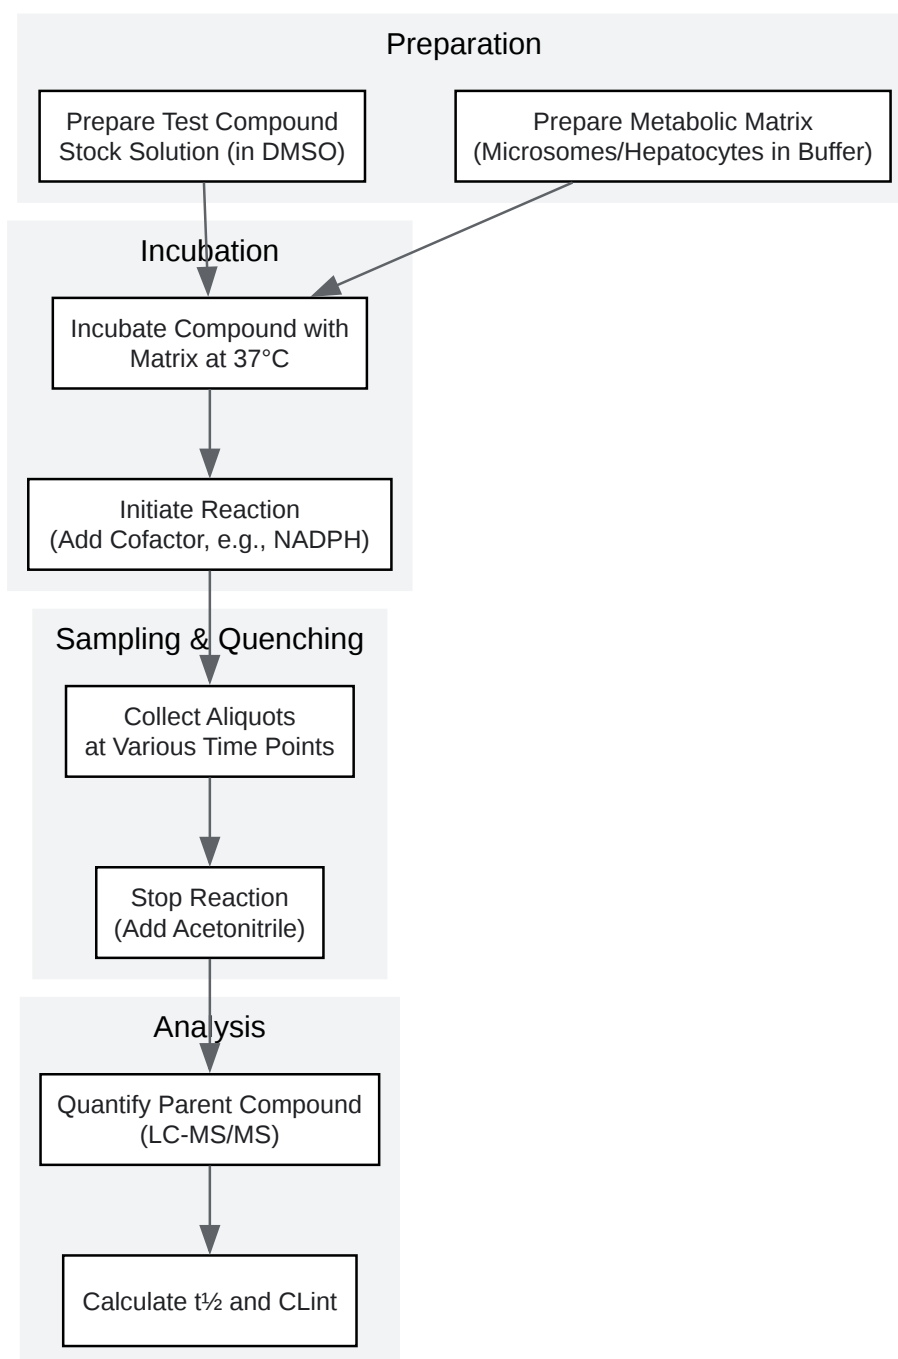 Preparation
Prepare Test Compound
Stock Solution (in DMSO)
Prepare Metabolic Matrix
(Microsomes/Hepatocytes in Buffer)
Incubation
Incubate Compound with
Matrix at 37°C
Initiate Reaction
(Add Cofactor, e.g., NADPH)
Sampling & Quenching
Collect Aliquots
at Various Time Points
Stop Reaction
(Add Acetonitrile)
Analysis
Quantify Parent Compound
(LC-MS/MS)
Calculate t½ and CLint